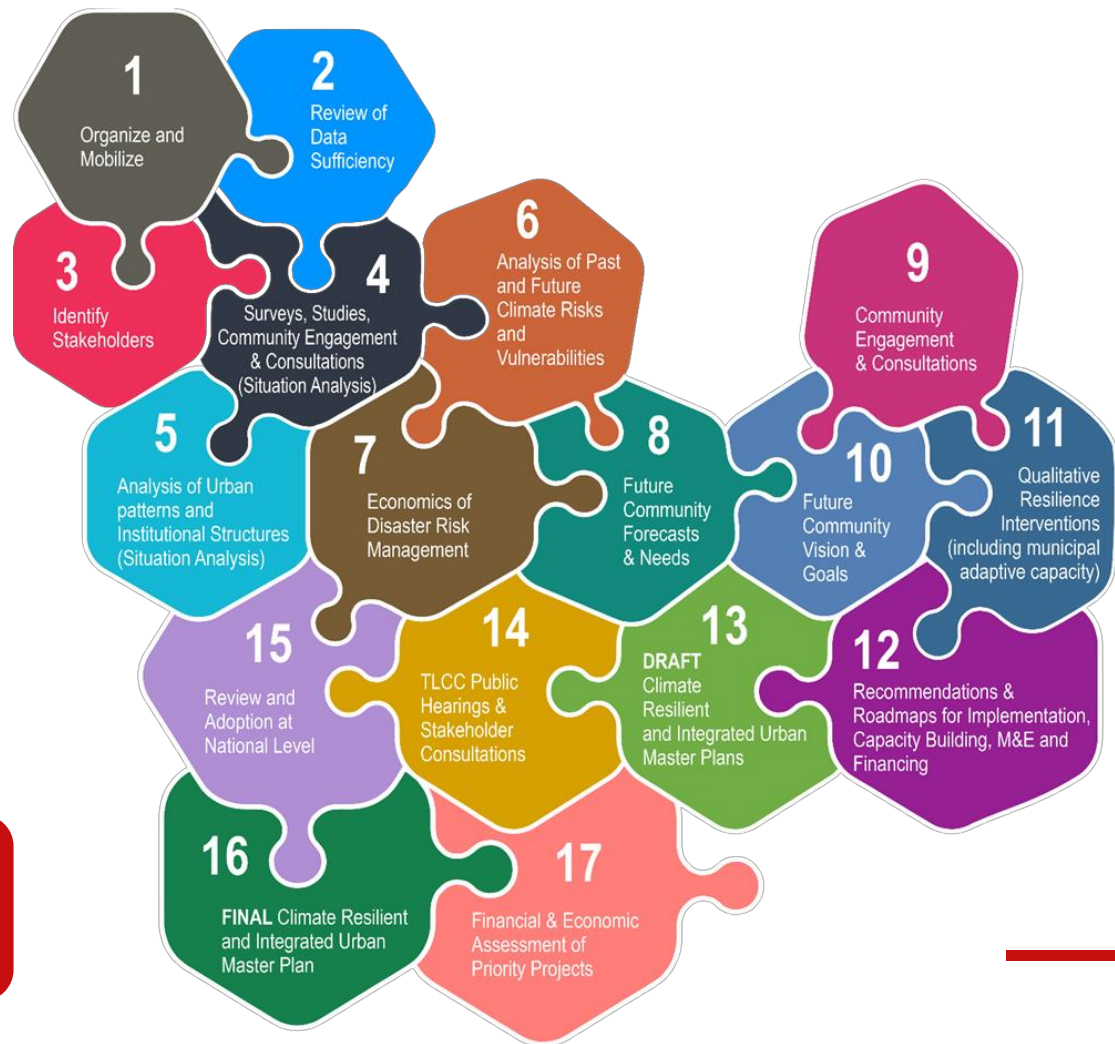 1
Organize and
Mobilize
2
Review of
Data
Sufficiency
3
Identify
Stakeholders
4
Surveys, Studies,
Community Engagement
& Consultations
(Situation Analysis)
5
Analysis of Urban
patterns and
Institutional Structures
(Situation Analysis)
6
Analysis of Past
and Future
Climate Risks
and
Vulnerabilities
7
Economics of
Disaster Risk
Management
8
Future
Community
Forecasts
& Needs
9
Community
Engagement
& Consultations
10
Future
Community
Vision &
Goals
11
Qualitative
Resilience
Interventions
(including municipal
adaptive capacity)
12
Recommendations &
Roadmaps for Implementation,
Capacity Building, M&E and
Financing
13
DRAFT
Climate
Resilient
and Integrated Urban
Master Plans
14
TLCC Public
Hearings &
Stakeholder
Consultations
15
Review and
Adoption at
National Level
16
FINAL Climate Resilient
and Integrated Urban
Master Plan
17
Financial & Economic
Assessment of
Priority Projects